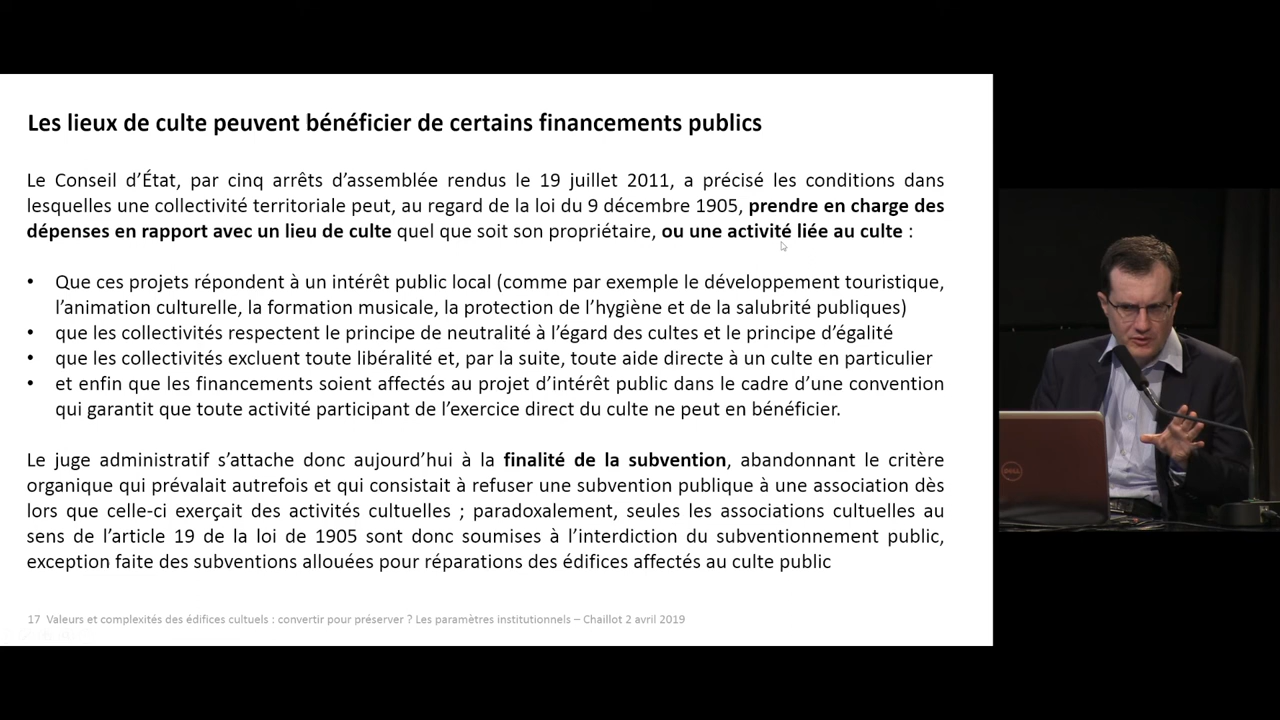 Les lieux de culte peuvent bénéficier de certains financements publics
Le Conseil d’État, par cinq arrêts d’assemblée rendus le 19 juillet 2011, a précisé les conditions dans
lesquelles une collectivité territoriale peut, au regard de la loi du 9 décembre 1905, prendre en charge des
dépenses en rapport avec un lieu de culte quel que soit son propriétaire, ou une activité liée au culte :
• Que ces projets répondent à un intérêt public local (comme par exemple le développement touristique,
l’animation culturelle, la formation musicale, la protection de l’hygiène et de la salubrité publiques)
• que les collectivités respectent le principe de neutralité à l’égard des cultes et le principe d’égalité
• que les collectivités excluent toute libéralité et, par la suite, toute aide directe à un culte en particulier
• et enfin que les financements soient affectés au projet d’intérêt public dans le cadre d’une convention
qui garantit que toute activité participant de l’exercice direct du culte ne peut en bénéficier.
Le juge administratif s’attache donc aujourd’hui à la finalité de la subvention, abandonnant le critère
organique qui prévalait autrefois et qui consistait à refuser une subvention publique à une association dès
lors que celle-ci exerçait des activités cultuelles ; paradoxalement, seules les associations cultuelles au
sens de l’article 19 de la loi de 1905 sont donc soumises à l’interdiction du subventionnement public,
exception faite des subventions allouées pour réparations des édifices affectés au culte public
17 Valeurs et complexités des édifices cultuels : convertir pour préserver ? Les paramètres institutionnels – Chaillot 2 avril 2019
DELL